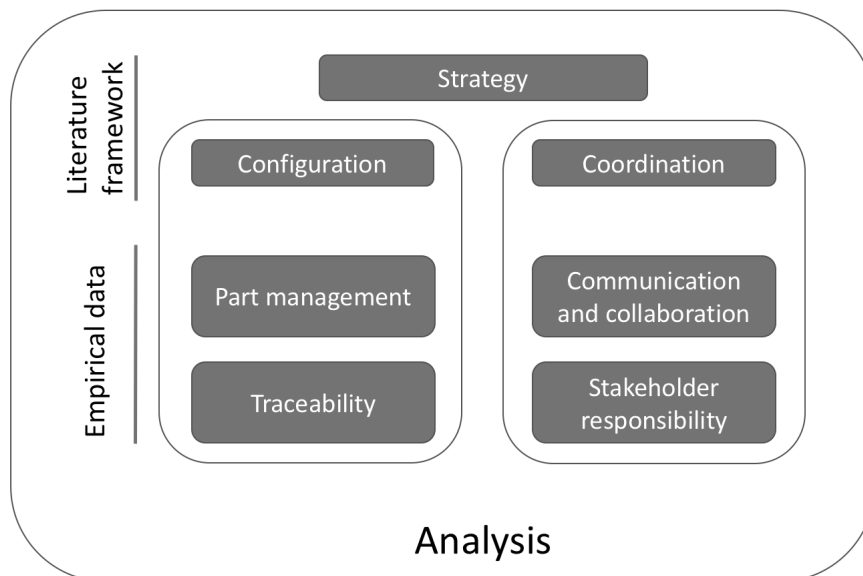 Literature
framework
Strategy
Configuration
Coordination
Empirical data
Part management
Communication
and collaboration
Traceability
Stakeholder
responsibility
Analysis